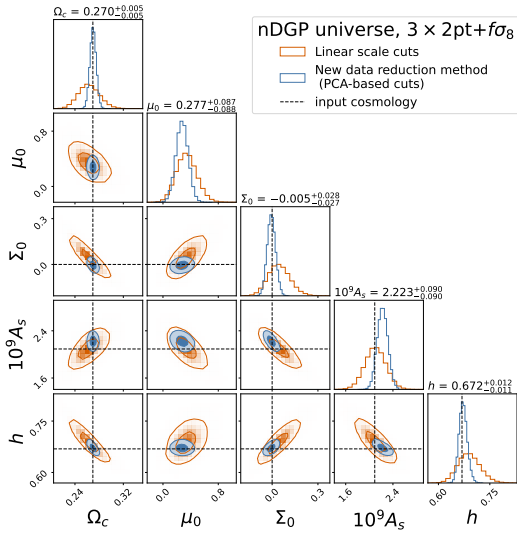 Ω_c = 0.270^{+0.005}_{−0.005}
nDGP universe, 3 × 2pt+fσ_8
Linear scale cuts
New data reduction method
(PCA-based cuts)
input cosmology
μ_0 = 0.277^{+0.087}_{−0.088}
μ_0
0.8
0.0
Σ_0 = −0.005^{+0.028}_{−0.027}
Σ_0
0.3
0.0
10^9A_s = 2.223^{+0.090}_{−0.090}
10^9A_s
2.4
1.6
h = 0.672^{+0.012}_{−0.011}
h
0.75
0.60
0.24 0.32 0.0 0.8 0.0 0.3 1.6 2.4 0.60 0.75
Ω_c μ_0 Σ_0 10^9A_s h